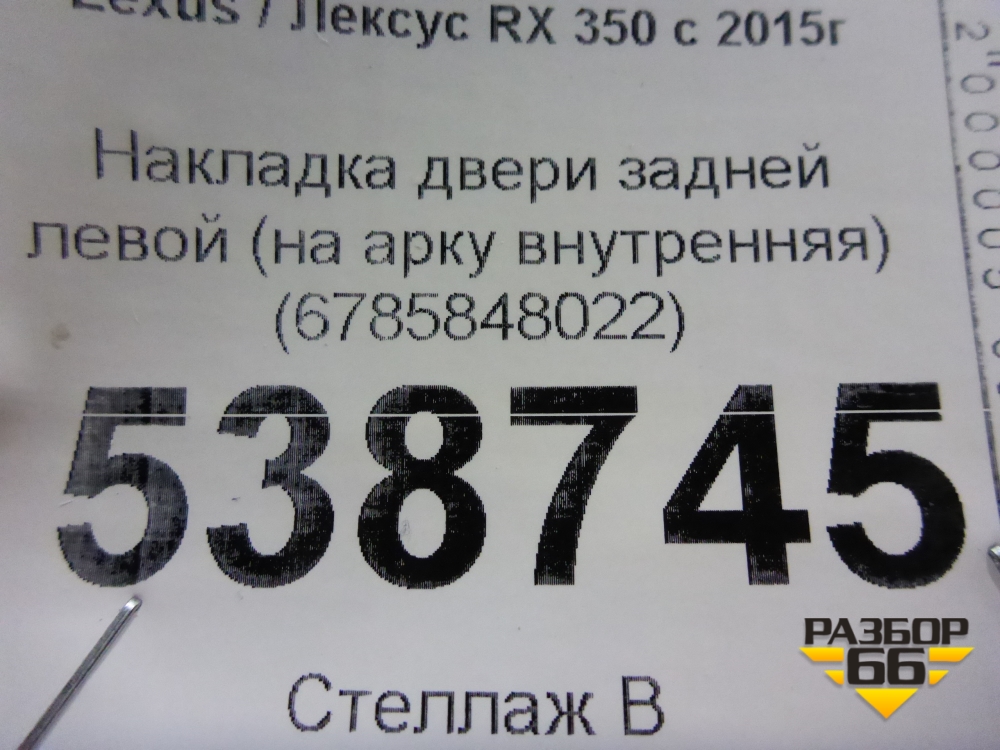 Lexus / Лексус RX 350 с 2015г
Накладка двери задней
левой (на арку внутренняя)
(6785848022)
538745
Стеллаж В
РАЗБОР
66